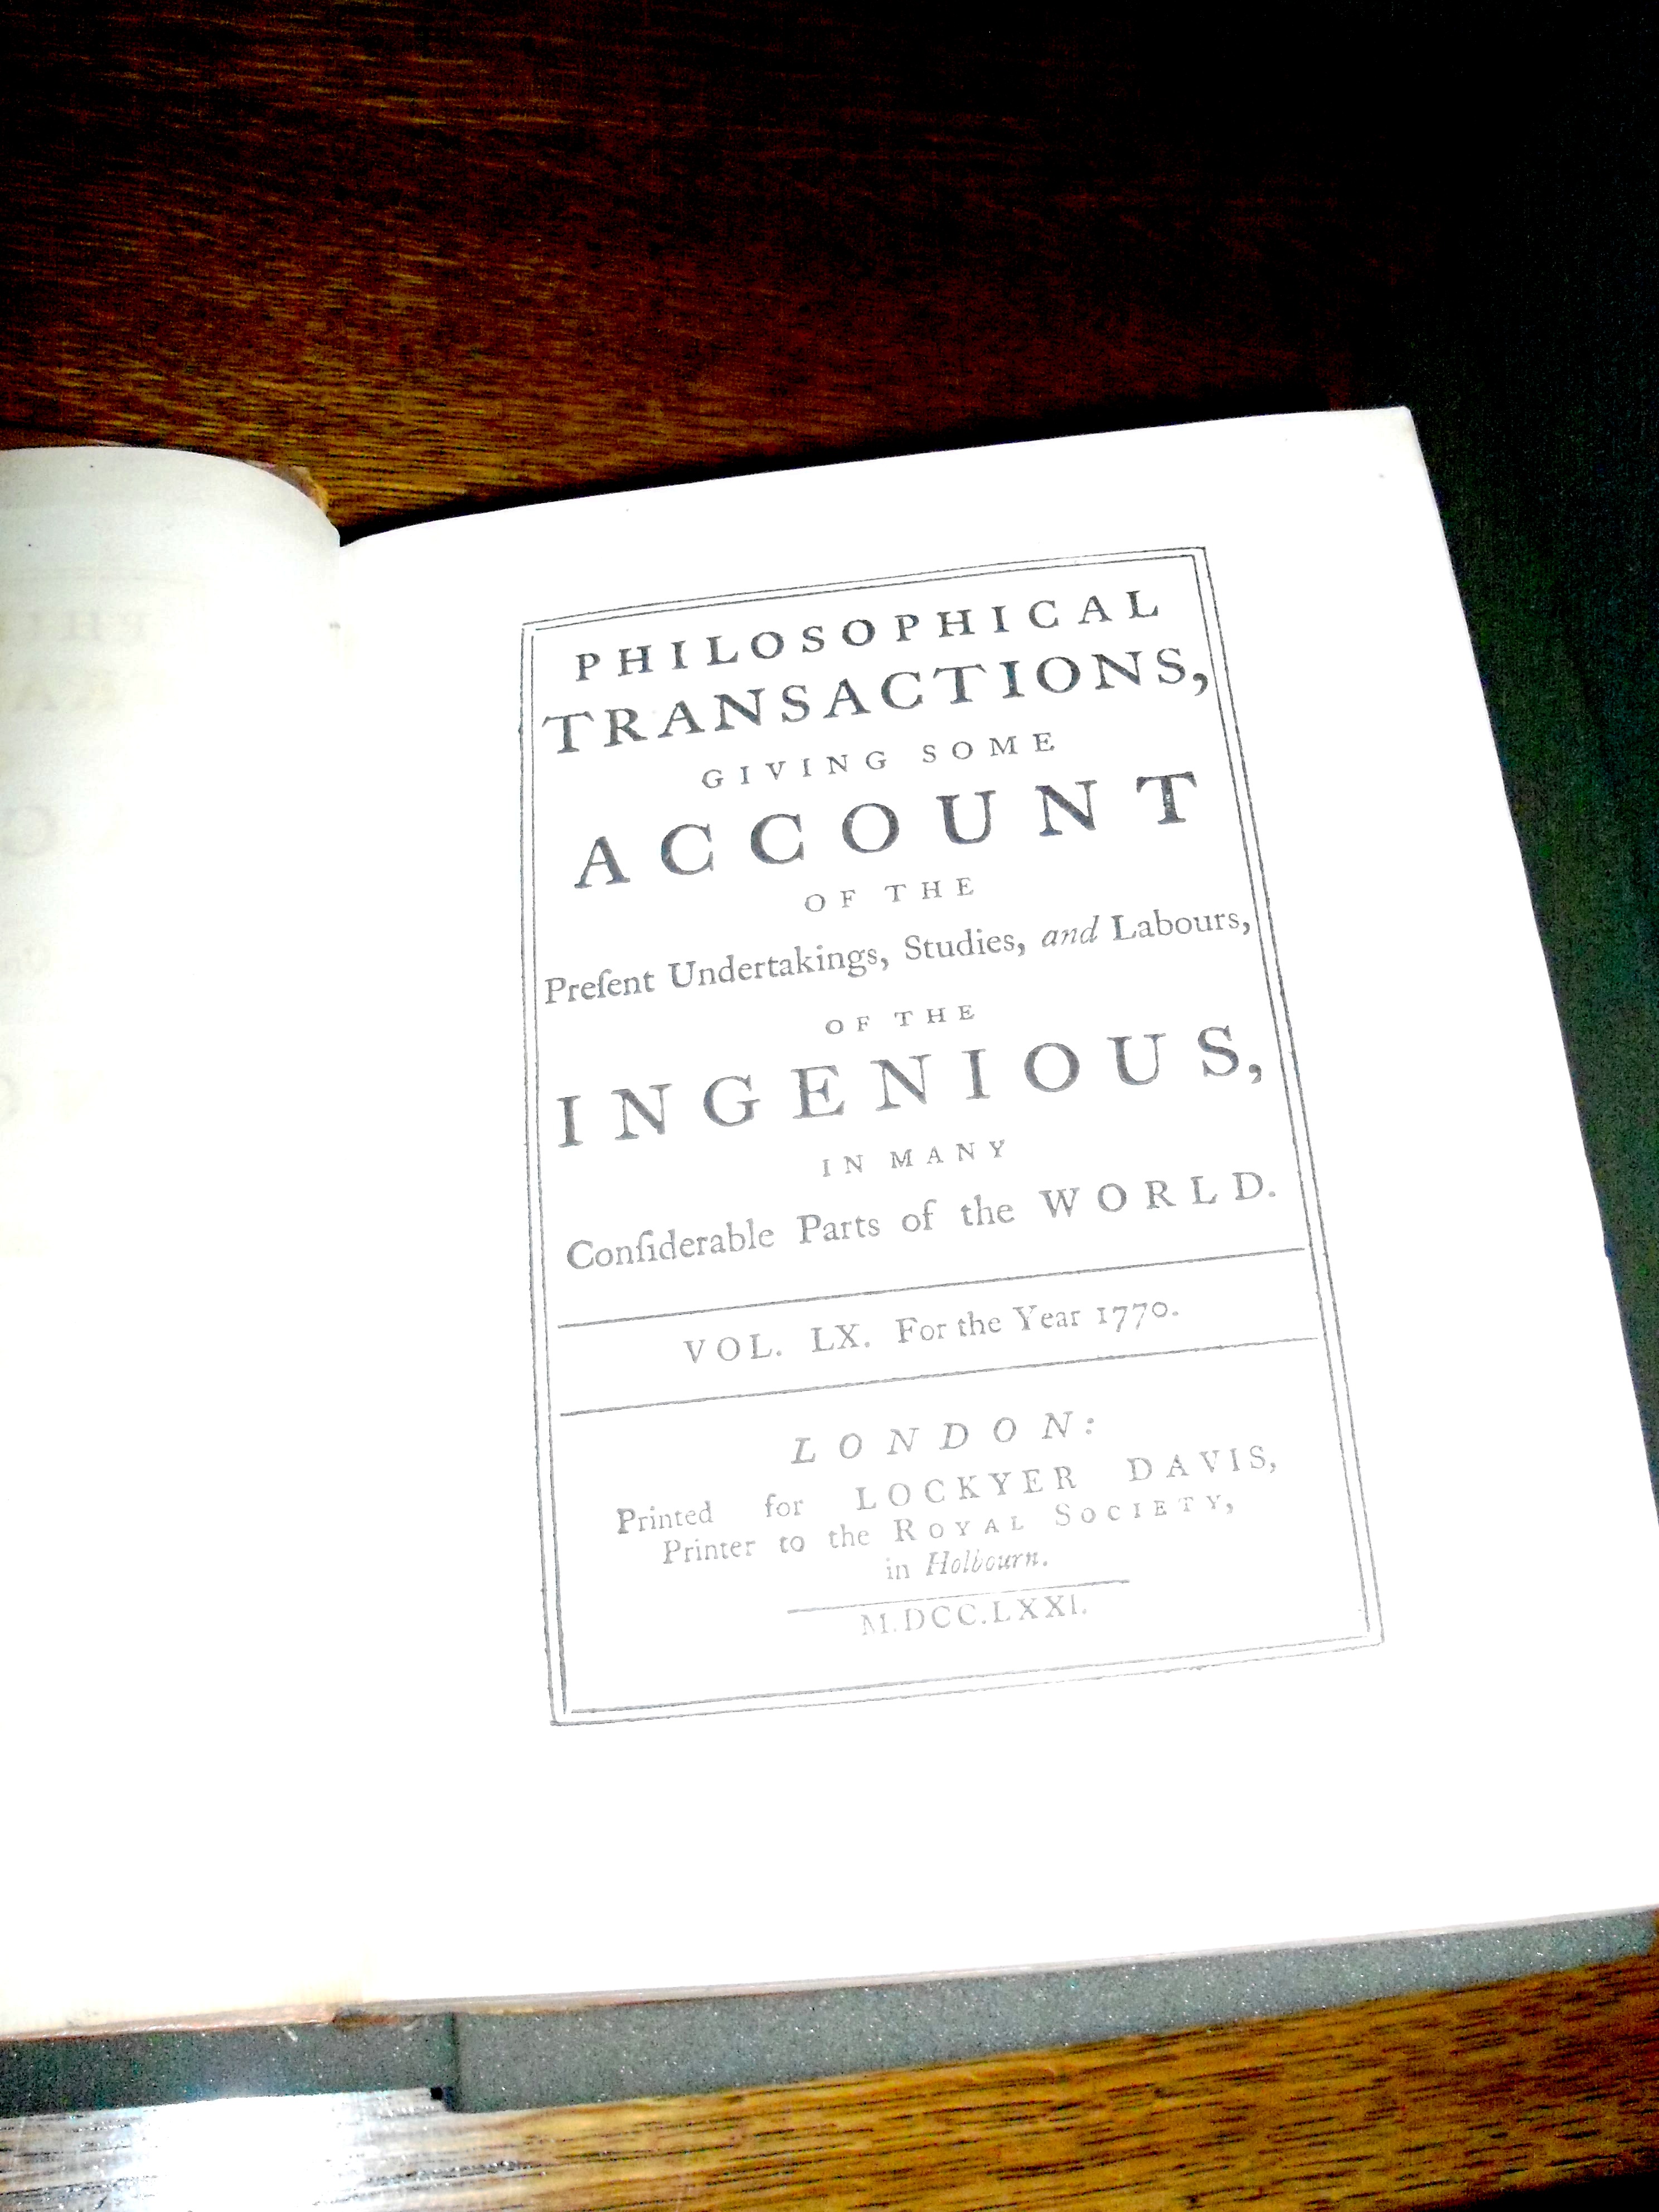 PHILOSOPHICAL
TRANSACTIONS,
GIVING SOME
ACCOUNT
OF THE
Preſent Undertakings, Studies, and Labours,
OF THE
INGENIOUS,
IN MANY
Conſiderable Parts of the WORLD.
VOL. LX. For the Year 1770.
LONDON:
Printed for LOCKYER DAVIS,
Printer to the ROYAL SOCIETY,
in Holbourn.
M.DCC.LXXI.